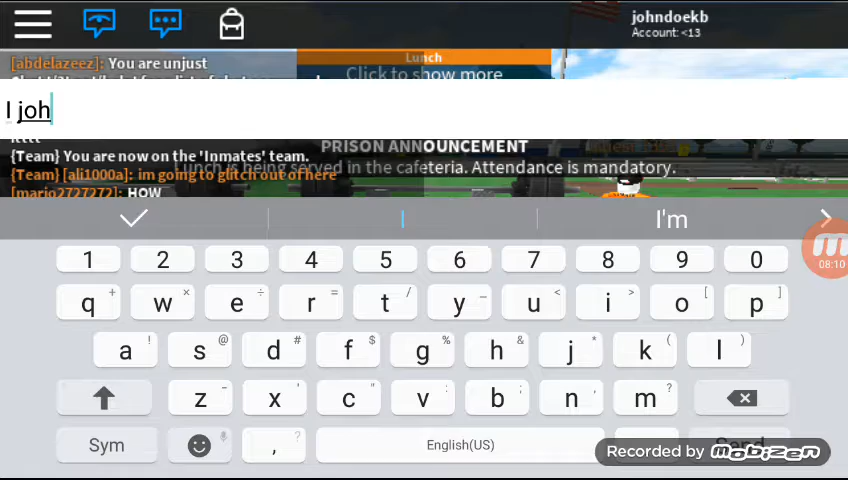 johndoekb
Account: <13
[abdelazeez]: You are unjust
Lunch
Click to show more
I joh
PRISON ANNOUNCEMENT
{Team} You are now on the 'Inmates' team.
Lunch is being served in the cafeteria. Attendance is mandatory.
{Team} [ali1000a]: im going to glitch out of here
[mario2727272]: HOW
I I'm
08:10
1 2 3 4 5 6 7 8 9 0
q + w × e ÷ r = t / y _ u < i > o [ p ]
a ! s @ d # f $ g % h & j * k ( l )
z - x ' c " v : b ; n , m ?
Sym , ? English(US) Send
Recorded by Mobizen